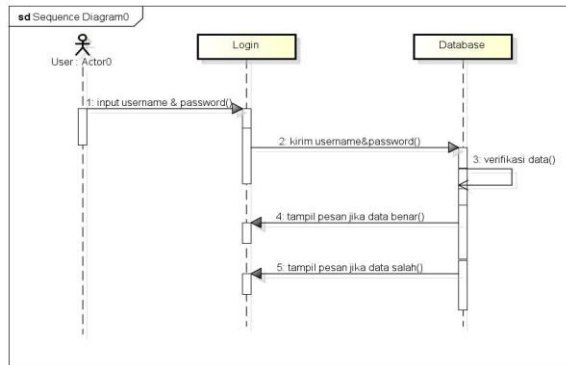 sd Sequence Diagram0
User : Actor0
Login
Database
1: input username & password()
2: kirim username&password()
3: verifikasi data()
4: tampil pesan jika data benar()
5: tampil pesan jika data salah()